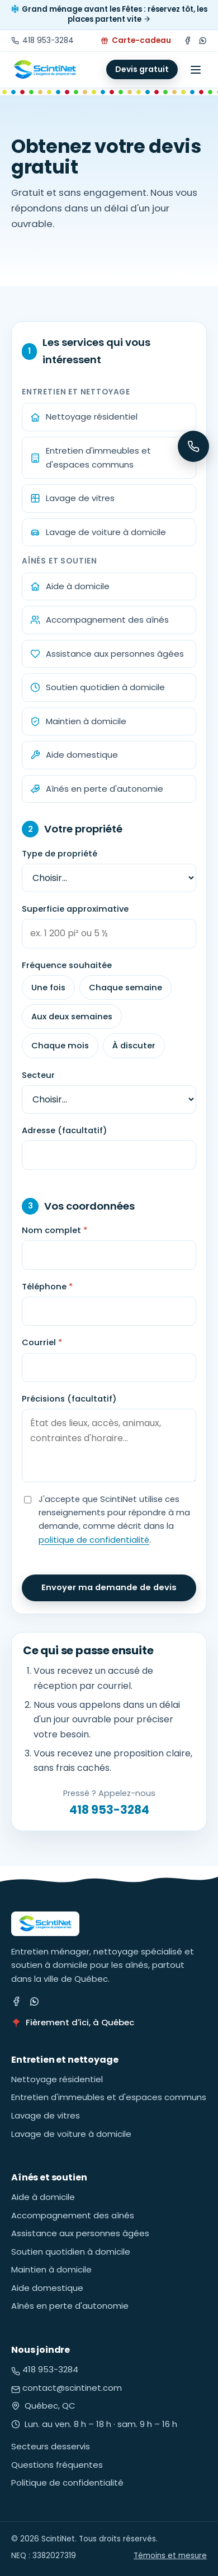 Grand ménage avant les Fêtes : réservez tôt, les
places partent vite →
418 953-3284
Carte-cadeau
ScintiNet
Devis gratuit
Obtenez votre devis
gratuit
Gratuit et sans engagement. Nous vous
répondons dans un délai d'un jour
ouvrable.
1
Les services qui vous
intéressent
ENTRETIEN ET NETTOYAGE
Nettoyage résidentiel
Entretien d'immeubles et
d'espaces communs
Lavage de vitres
Lavage de voiture à domicile
AÎNÉS ET SOUTIEN
Aide à domicile
Accompagnement des aînés
Assistance aux personnes âgées
Soutien quotidien à domicile
Maintien à domicile
Aide domestique
Aînés en perte d'autonomie
2 Votre propriété
Type de propriété
Choisir...
Superficie approximative
ex. 1 200 pi² ou 5 ½
Fréquence souhaitée
Une fois
Chaque semaine
Aux deux semaines
Chaque mois
À discuter
Secteur
Choisir...
Adresse (facultatif)
3 Vos coordonnées
Nom complet *
Téléphone *
Courriel *
Précisions (facultatif)
État des lieux, accès, animaux,
contraintes d'horaire...
J'accepte que ScintiNet utilise ces
renseignements pour répondre à ma
demande, comme décrit dans la
politique de confidentialité.
Envoyer ma demande de devis
Ce qui se passe ensuite
1. Vous recevez un accusé de
réception par courriel.
2. Nous vous appelons dans un délai
d'un jour ouvrable pour préciser
votre besoin.
3. Vous recevez une proposition claire,
sans frais cachés.
Pressé ? Appelez-nous
418 953-3284
ScintiNet
Entretien ménager, nettoyage spécialisé et
soutien à domicile pour les aînés, partout
dans la ville de Québec.
Fièrement d'ici, à Québec
Entretien et nettoyage
Nettoyage résidentiel
Entretien d'immeubles et d'espaces communs
Lavage de vitres
Lavage de voiture à domicile
Aînés et soutien
Aide à domicile
Accompagnement des aînés
Assistance aux personnes âgées
Soutien quotidien à domicile
Maintien à domicile
Aide domestique
Aînés en perte d'autonomie
Nous joindre
418 953-3284
contact@scintinet.com
Québec, QC
Lun. au ven. 8 h – 18 h · sam. 9 h – 16 h
Secteurs desservis
Questions fréquentes
Politique de confidentialité
© 2026 ScintiNet. Tous droits réservés.
NEQ : 3382027319
Témoins et mesure